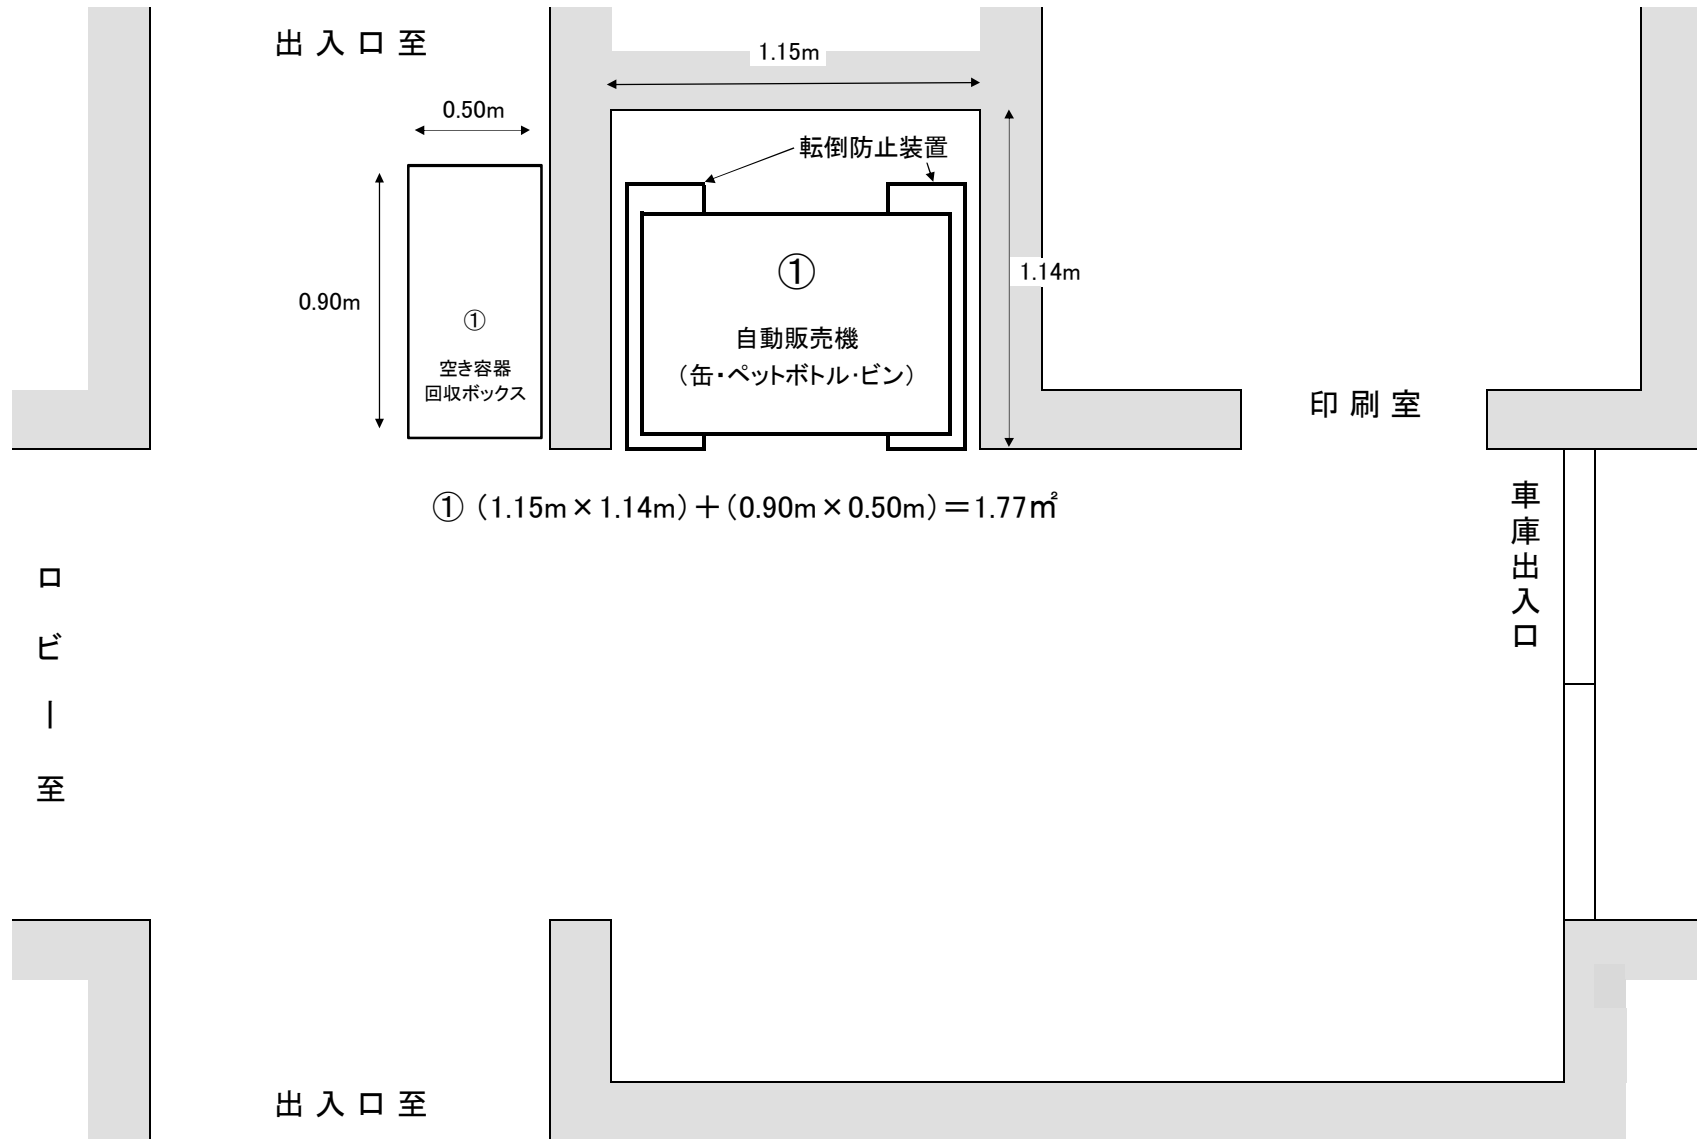 出入口至
1.15m
0.50m
転倒防止装置
①
1.14m
0.90m
①
自動販売機
（缶・ペットボトル・ビン）
空き容器
回収ボックス
印刷室
①（1.15m×1.14m）＋（0.90m×0.50m）＝1.77㎡
車庫出入口
ロビー至
出入口至